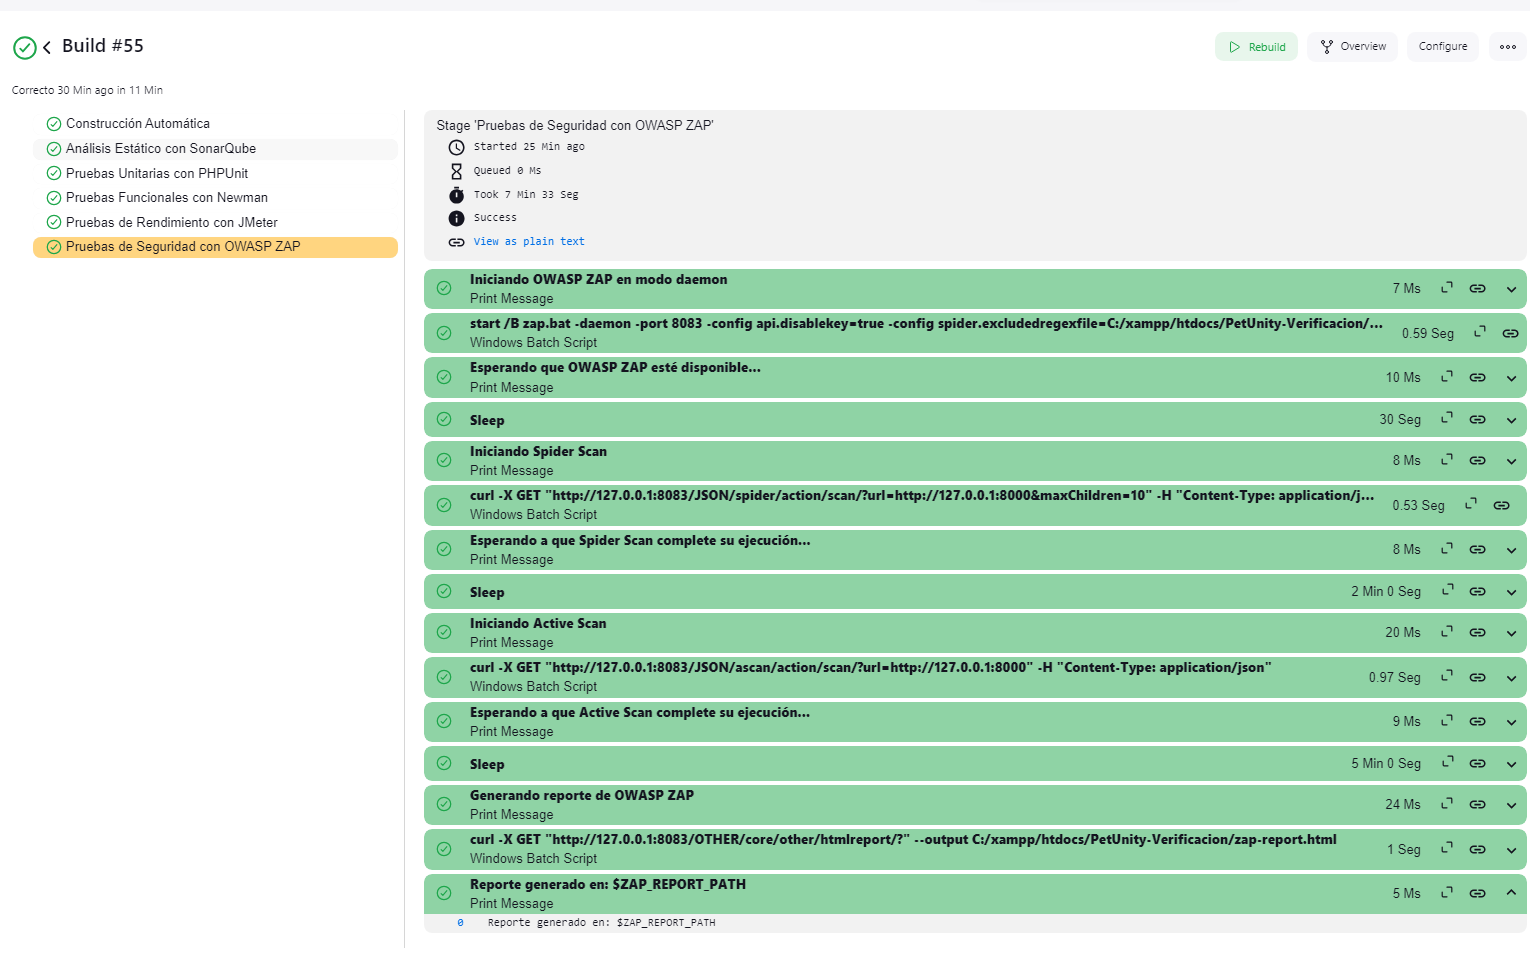 Build #55
Rebuild
Overview
Configure
Correcto 30 Min ago in 11 Min
Construcción Automática
Análisis Estático con SonarQube
Pruebas Unitarias con PHPUnit
Pruebas Funcionales con Newman
Pruebas de Rendimiento con JMeter
Pruebas de Seguridad con OWASP ZAP
Stage 'Pruebas de Seguridad con OWASP ZAP'
Started 25 Min ago
Queued 0 Ms
Took 7 Min 33 Seg
Success
View as plain text
Iniciando OWASP ZAP en modo daemon
Print Message
7 Ms
start /B zap.bat -daemon -port 8083 -config api.disablekey=true -config spider.excludedregexfile=C:/xampp/htdocs/PetUnity-Verificacion/...
Windows Batch Script
0.59 Seg
Esperando que OWASP ZAP esté disponible...
Print Message
10 Ms
Sleep
30 Seg
Iniciando Spider Scan
Print Message
8 Ms
curl -X GET "http://127.0.0.1:8083/JSON/spider/action/scan/?url=http://127.0.0.1:8000&maxChildren=10" -H "Content-Type: application/j...
Windows Batch Script
0.53 Seg
Esperando a que Spider Scan complete su ejecución...
Print Message
8 Ms
Sleep
2 Min 0 Seg
Iniciando Active Scan
Print Message
20 Ms
curl -X GET "http://127.0.0.1:8083/JSON/ascan/action/scan/?url=http://127.0.0.1:8000" -H "Content-Type: application/json"
Windows Batch Script
0.97 Seg
Esperando a que Active Scan complete su ejecución...
Print Message
9 Ms
Sleep
5 Min 0 Seg
Generando reporte de OWASP ZAP
Print Message
24 Ms
curl -X GET "http://127.0.0.1:8083/OTHER/core/other/htmlreport/?" --output C:/xampp/htdocs/PetUnity-Verificacion/zap-report.html
Windows Batch Script
1 Seg
Reporte generado en: $ZAP_REPORT_PATH
Print Message
5 Ms
0 Reporte generado en: $ZAP_REPORT_PATH